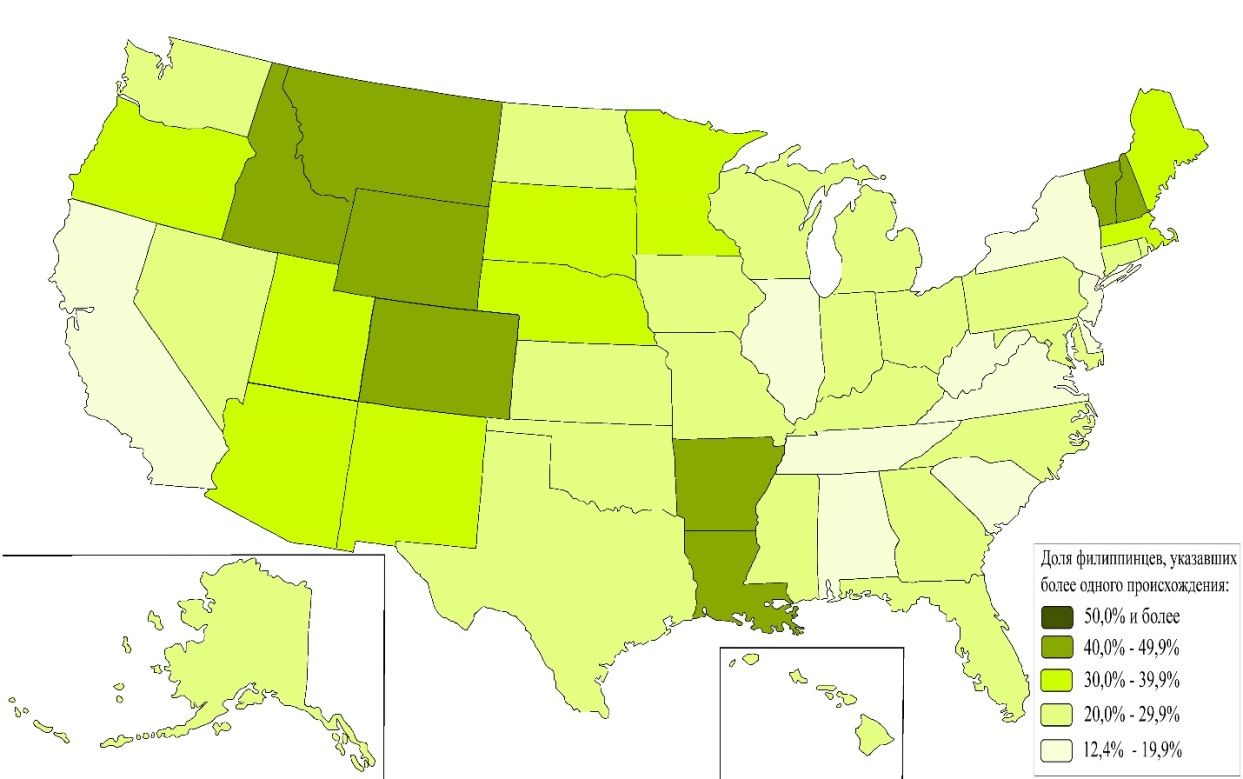 Доля филиппинцев, указавших
более одного происхождения:
50,0% и более
40,0% - 49,9%
30,0% - 39,9%
20,0% - 29,9%
12,4% - 19,9%